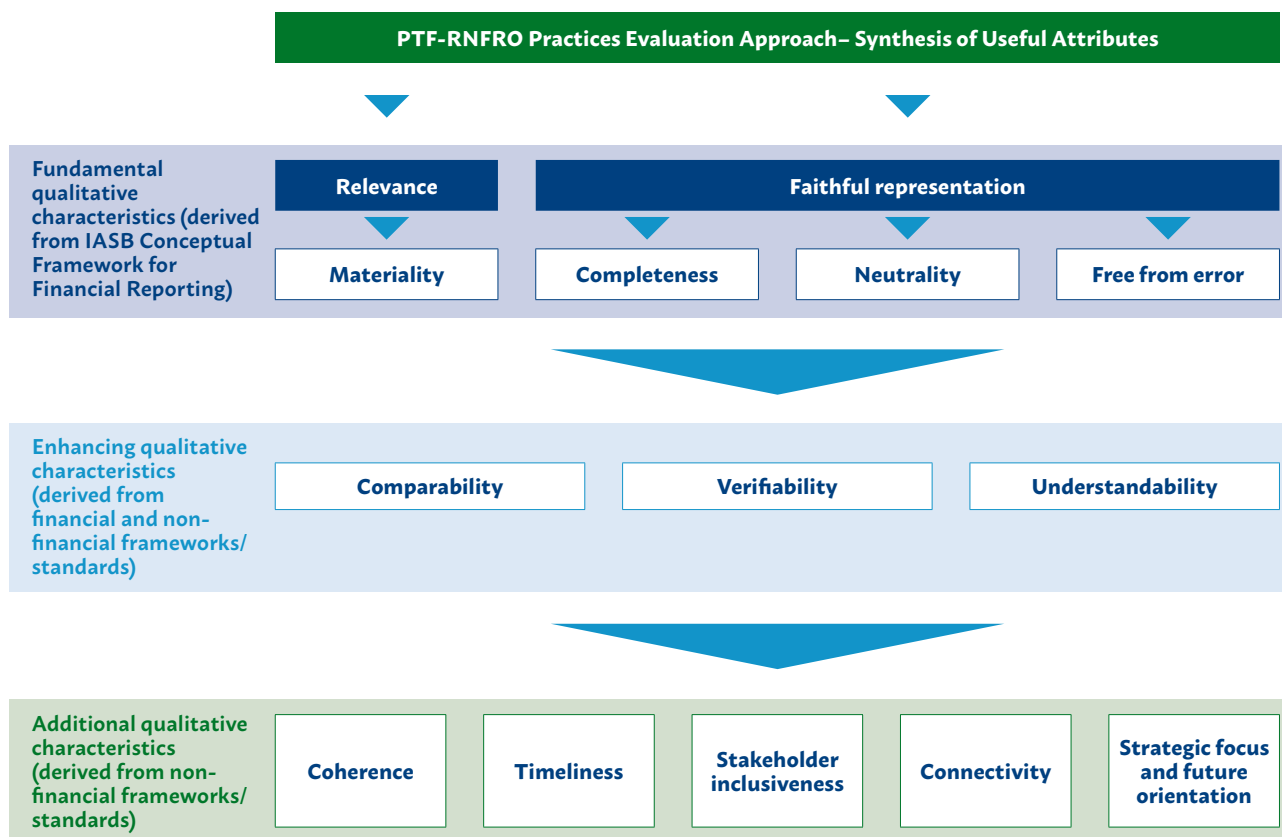 PTF-RNFRO Practices Evaluation Approach– Synthesis of Useful Attributes
Fundamental
qualitative
characteristics (derived
from IASB Conceptual
Framework for
Financial Reporting)
Relevance
Faithful representation
Materiality
Completeness
Neutrality
Free from error
Enhancing qualitative
characteristics
(derived from
financial and non-
financial frameworks/
standards)
Comparability
Verifiability
Understandability
Additional qualitative
characteristics
(derived from non-
financial frameworks/
standards)
Coherence
Timeliness
Stakeholder
inclusiveness
Connectivity
Strategic focus
and future
orientation